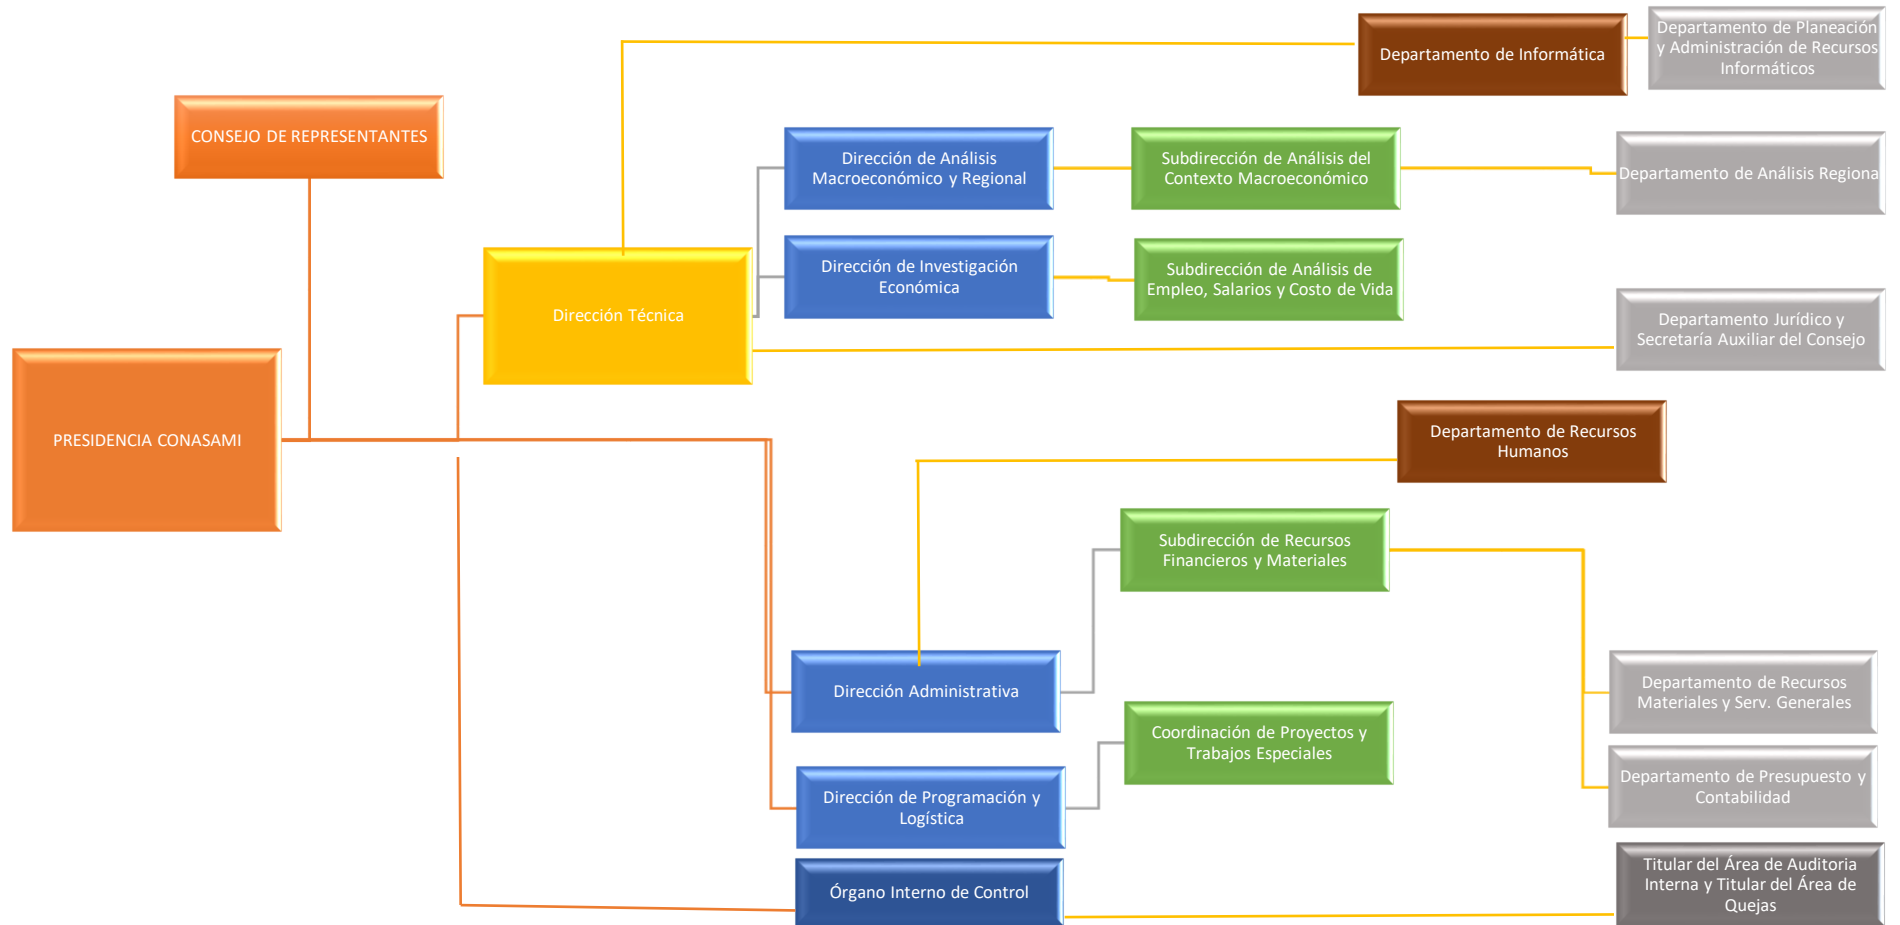 Departamento de Informática
Departamento de Planeación
y Administración de Recursos
Informáticos
CONSEJO DE REPRESENTANTES
Dirección de Análisis
Macroeconómico y Regional
Subdirección de Análisis del
Contexto Macroeconómico
Departamento de Análisis Regiona
Dirección de Investigación
Económica
Subdirección de Análisis de
Empleo, Salarios y Costo de Vida
Dirección Técnica
Departamento Jurídico y
Secretaría Auxiliar del Consejo
PRESIDENCIA CONASAMI
Departamento de Recursos
Humanos
Subdirección de Recursos
Financieros y Materiales
Dirección Administrativa
Departamento de Recursos
Materiales y Serv. Generales
Coordinación de Proyectos y
Trabajos Especiales
Departamento de Presupuesto y
Contabilidad
Dirección de Programación y
Logística
Órgano Interno de Control
Titular del Área de Auditoria
Interna y Titular del Área de
Quejas